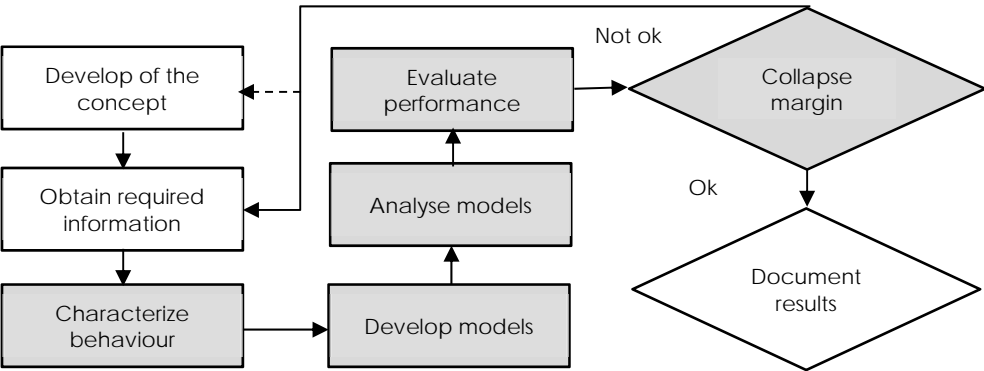 Develop of the
concept
Obtain required
information
Characterize
behaviour
Develop models
Analyse models
Evaluate
performance
Not ok
Collapse
margin
Ok
Document
results